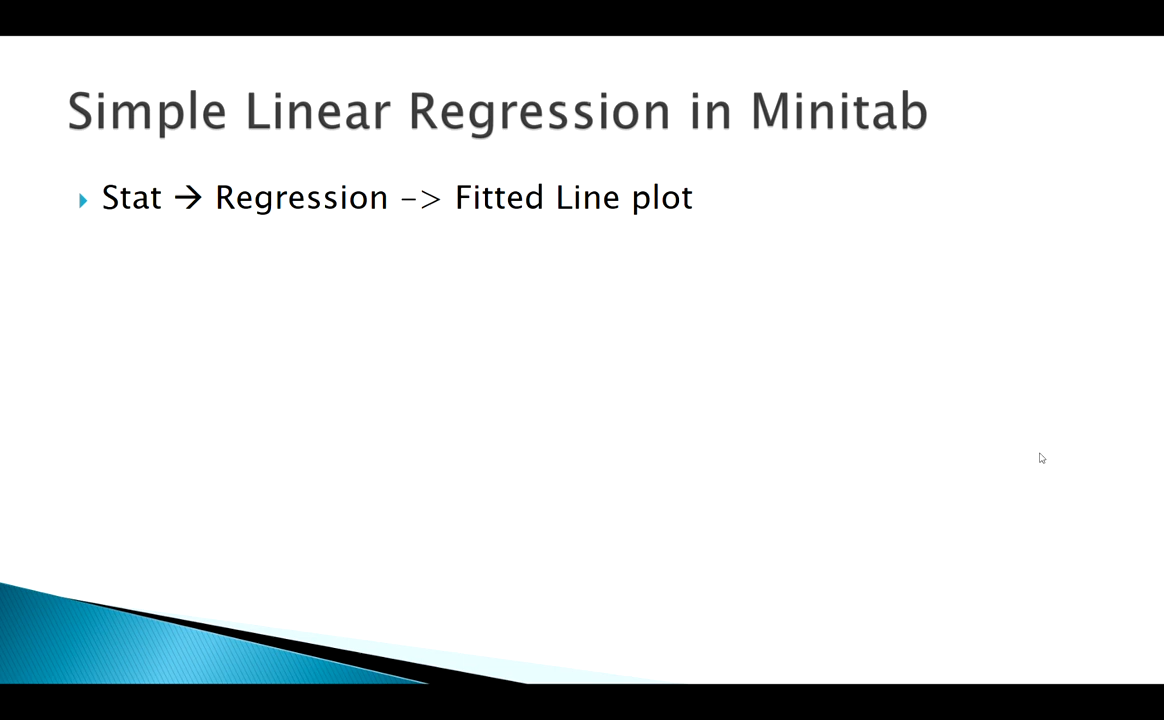 Simple Linear Regression in Minitab
Stat → Regression -> Fitted Line plot